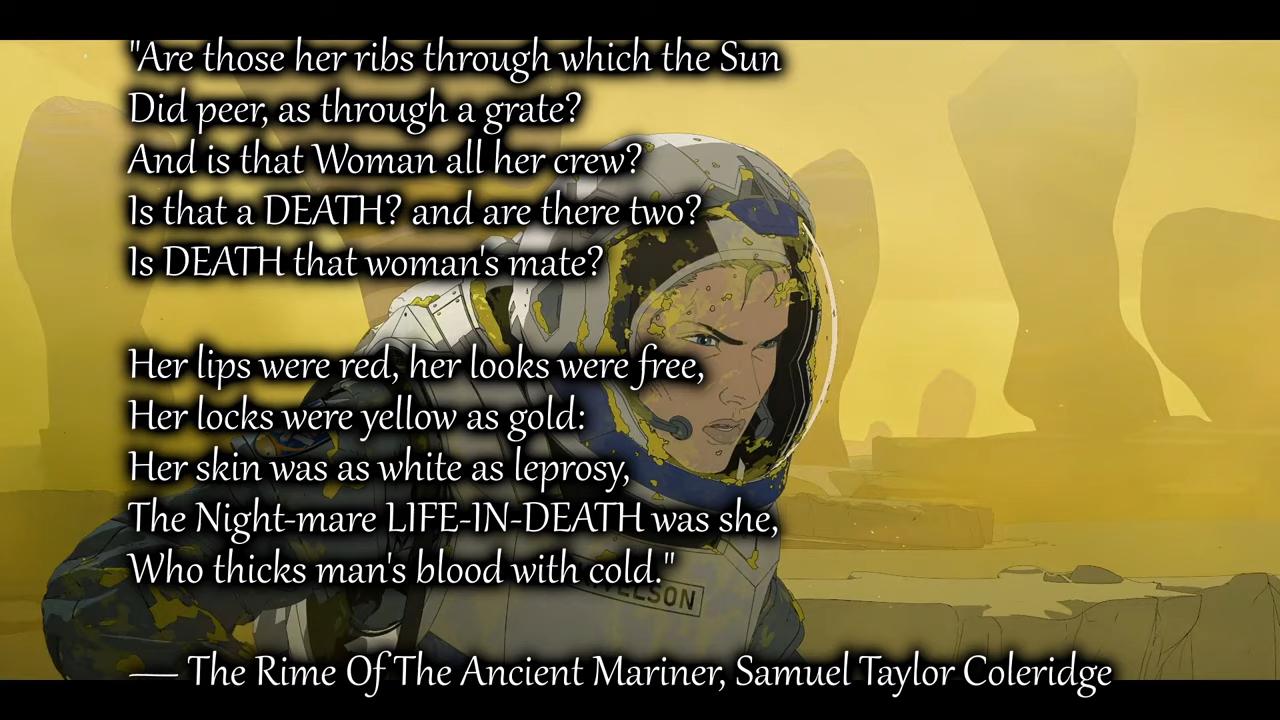 "Are those her ribs through which the Sun
Did peer, as through a grate?
And is that Woman all her crew?
Is that a DEATH? and are there two?
Is DEATH that woman's mate?
Her lips were red, her looks were free,
Her locks were yellow as gold:
Her skin was as white as leprosy,
The Night-mare LIFE-IN-DEATH was she,
Who thicks man's blood with cold."
— The Rime Of The Ancient Mariner, Samuel Taylor Coleridge